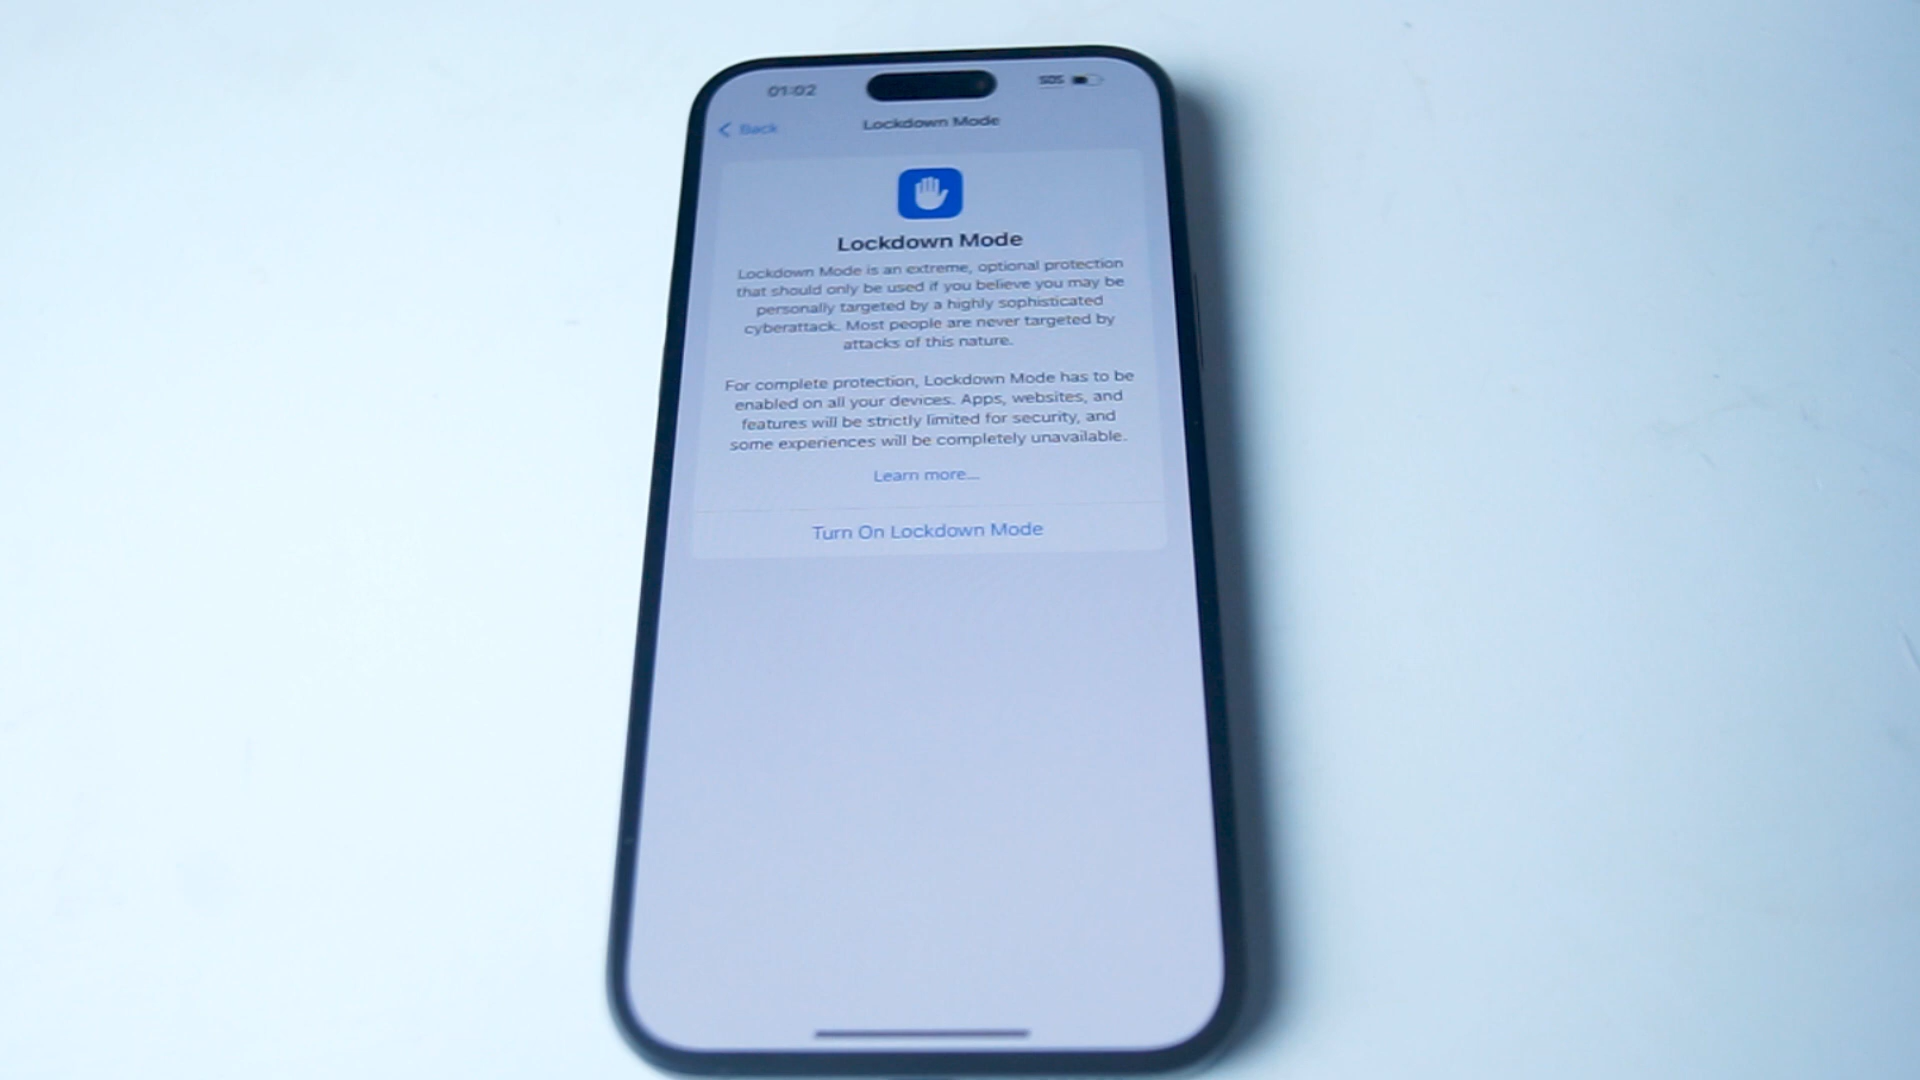 01:02
SOS
Back
Lockdown Mode
Lockdown Mode
Lockdown Mode is an extreme, optional protection
that should only be used if you believe you may be
personally targeted by a highly sophisticated
cyberattack. Most people are never targeted by
attacks of this nature.
For complete protection, Lockdown Mode has to be
enabled on all your devices. Apps, websites, and
features will be strictly limited for security, and
some experiences will be completely unavailable.
Learn more...
Turn On Lockdown Mode